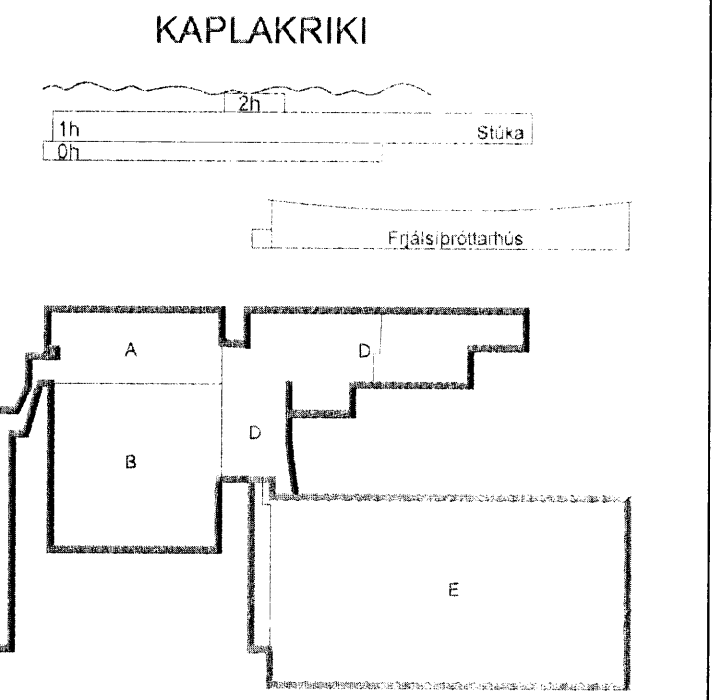 KAPLAKRIKI
2h
1h Stúka
0h
Frjálsíþróttarhús
A
D
D
B
E